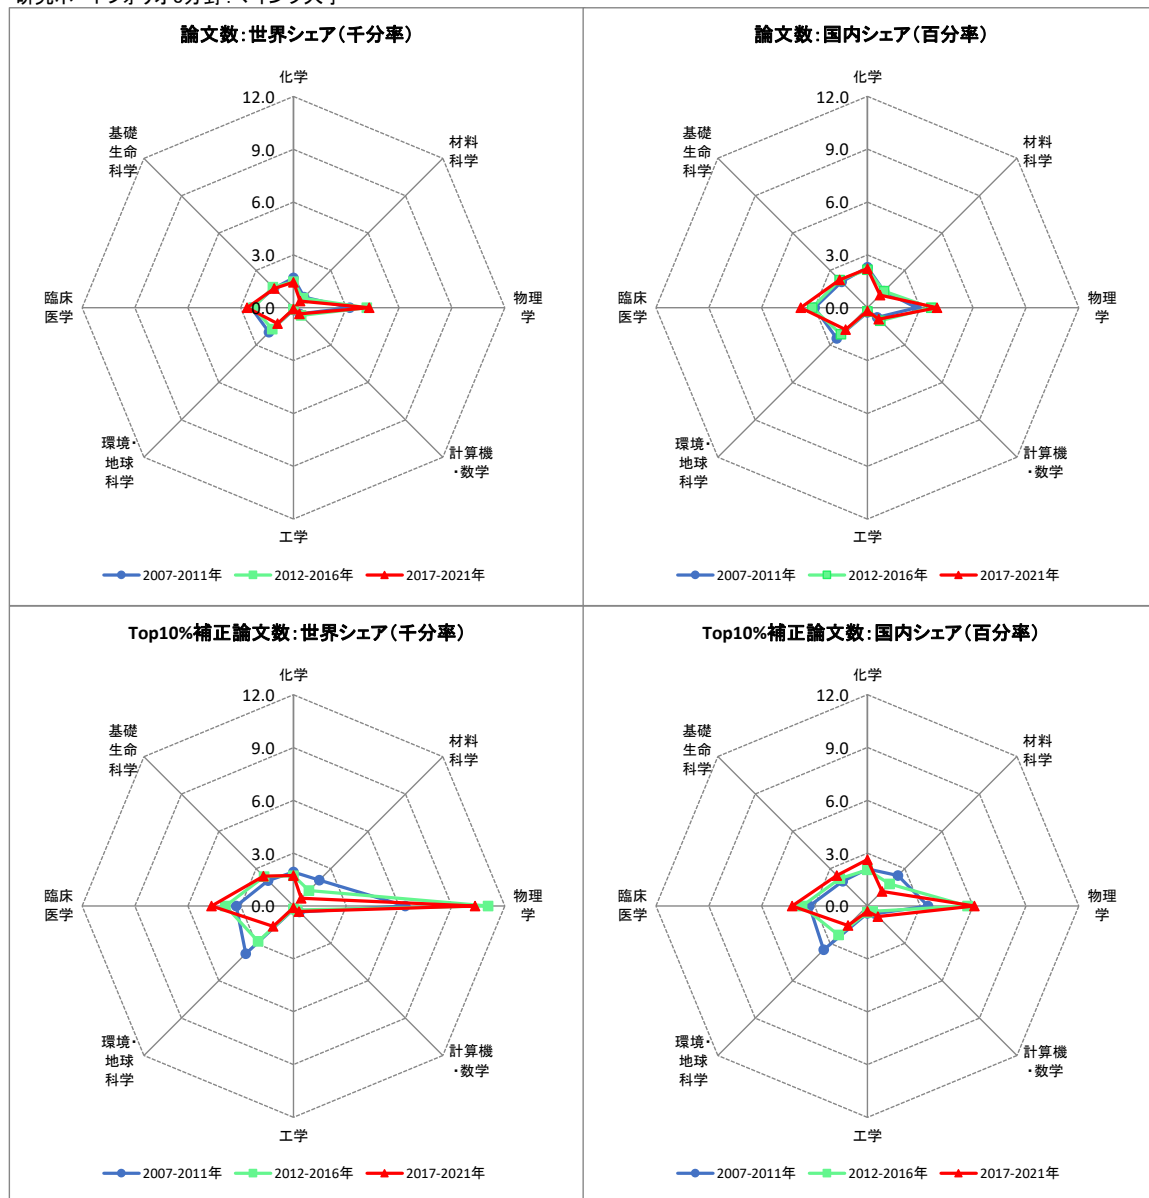 論文数：世界シェア（千分率）
化学
12.0
9.0
6.0
3.0
0.0
材料
科学
物理
学
計算機
・数学
工学
環境・
地球
科学
臨床
医学
基礎
生命
科学
2007-2011年 2012-2016年 2017-2021年
論文数：国内シェア（百分率）
化学
12.0
9.0
6.0
3.0
0.0
材料
科学
物理
学
計算機
・数学
工学
環境・
地球
科学
臨床
医学
基礎
生命
科学
2007-2011年 2012-2016年 2017-2021年
Top10%補正論文数：世界シェア（千分率）
化学
12.0
9.0
6.0
3.0
0.0
材料
科学
物理
学
計算機
・数学
工学
環境・
地球
科学
臨床
医学
基礎
生命
科学
2007-2011年 2012-2016年 2017-2021年
Top10%補正論文数：国内シェア（百分率）
化学
12.0
9.0
6.0
3.0
0.0
材料
科学
物理
学
計算機
・数学
工学
環境・
地球
科学
臨床
医学
基礎
生命
科学
2007-2011年 2012-2016年 2017-2021年